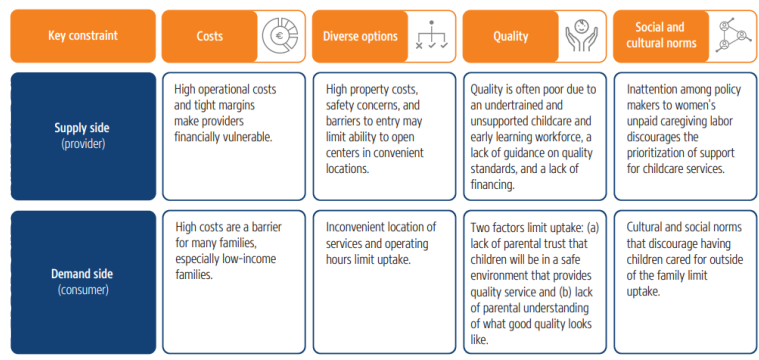 Key constraint
Costs
€
Diverse options
Quality
Social and
cultural norms
Supply side
(provider)
High operational costs
and tight margins
make providers
financially vulnerable.
High property costs,
safety concerns, and
barriers to entry may
limit ability to open
centers in convenient
locations.
Quality is often poor due to
an undertrained and
unsupported childcare and
early learning workforce, a
lack of guidance on quality
standards, and a lack of
financing.
Inattention among policy
makers to women's
unpaid caregiving labor
discourages the
prioritization of support
for childcare services.
Demand side
(consumer)
High costs are a barrier
for many families,
especially low-income
families.
Inconvenient location of
services and operating
hours limit uptake.
Two factors limit uptake: (a)
lack of parental trust that
children will be in a safe
environment that provides
quality service and (b) lack
of parental understanding
of what good quality looks
like.
Cultural and social norms
that discourage having
children cared for outside
of the family limit
uptake.